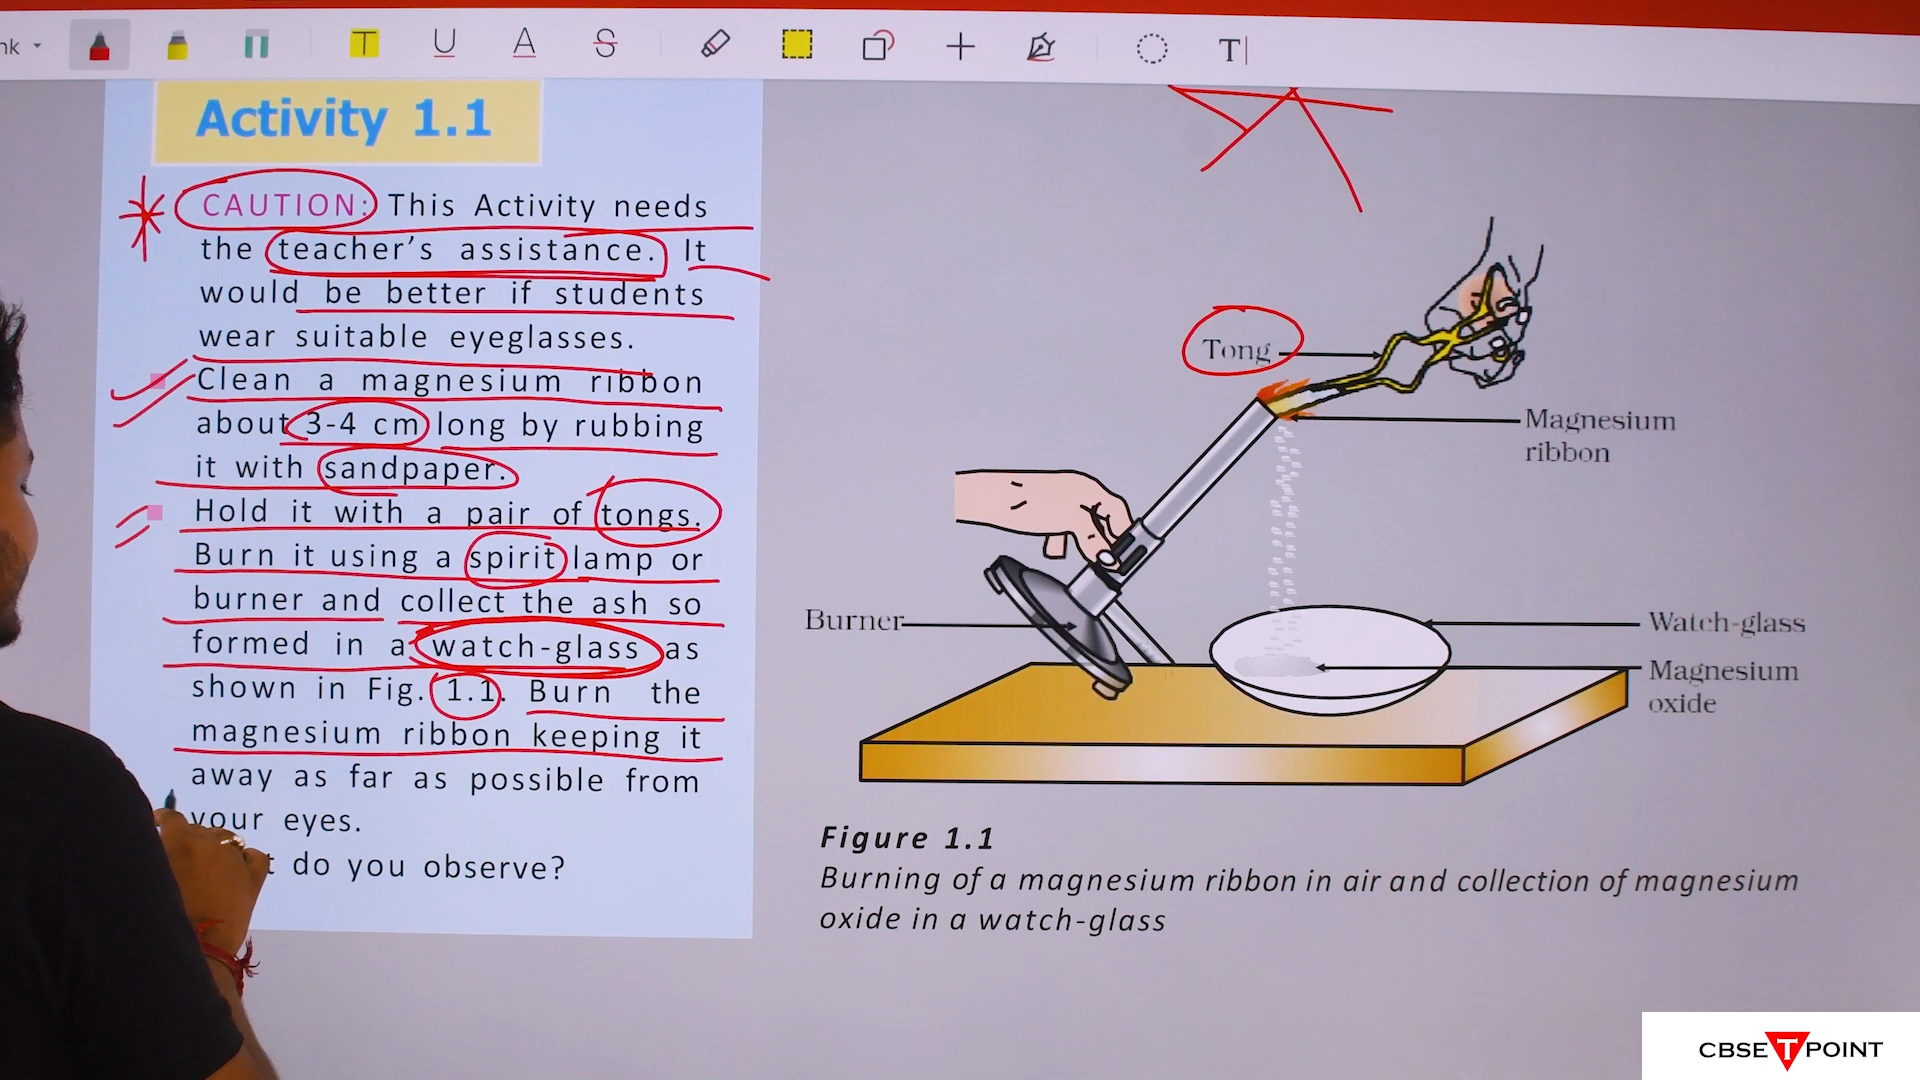 nk
T U A S T
Activity 1.1
CAUTION: This Activity needs
the teacher's assistance. It
would be better if students
wear suitable eyeglasses.
Clean a magnesium ribbon
about 3-4 cm long by rubbing
it with sandpaper.
Hold it with a pair of tongs.
Burn it using a spirit lamp or
burner and collect the ash so
formed in a watch-glass as
shown in Fig. 1.1. Burn the
magnesium ribbon keeping it
away as far as possible from
your eyes.
t do you observe?
Tong
Magnesium
ribbon
Burner
Watch-glass
Magnesium
oxide
Figure 1.1
Burning of a magnesium ribbon in air and collection of magnesium
oxide in a watch-glass
CBSE T POINT